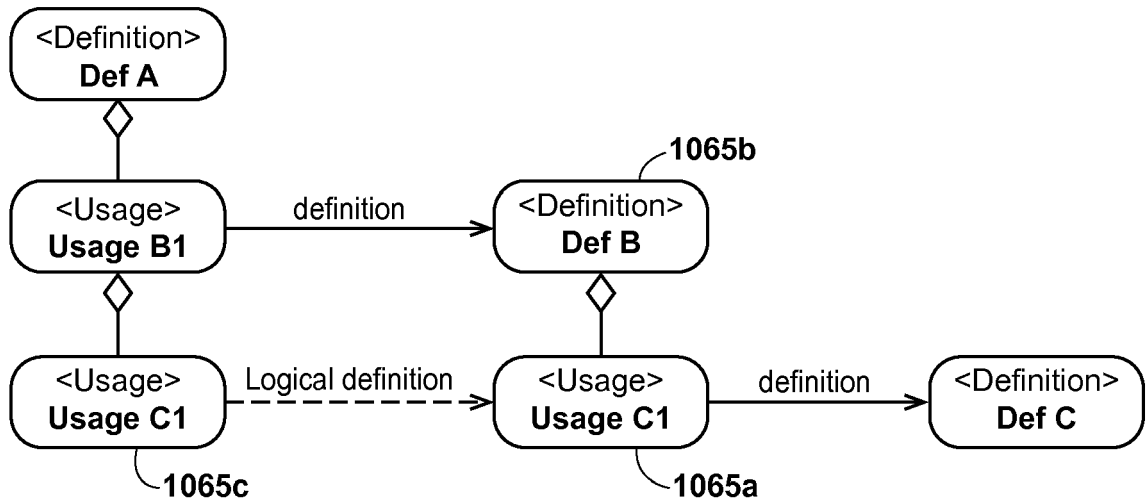 <Definition>
Def A
1065b
<Usage>
Usage B1
definition
<Definition>
Def B
<Usage>
Usage C1
Logical definition
<Usage>
Usage C1
definition
<Definition>
Def C
1065c
1065a